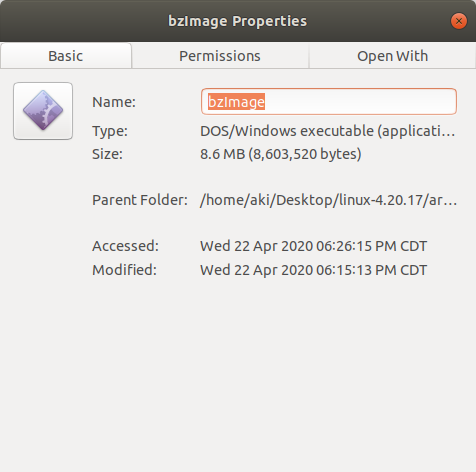 bzImage Properties
Basic Permissions Open With
Name: bzImage
Type: DOS/Windows executable (applicati...
Size: 8.6 MB (8,603,520 bytes)
Parent Folder: /home/aki/Desktop/linux-4.20.17/ar...
Accessed: Wed 22 Apr 2020 06:26:15 PM CDT
Modified: Wed 22 Apr 2020 06:15:13 PM CDT